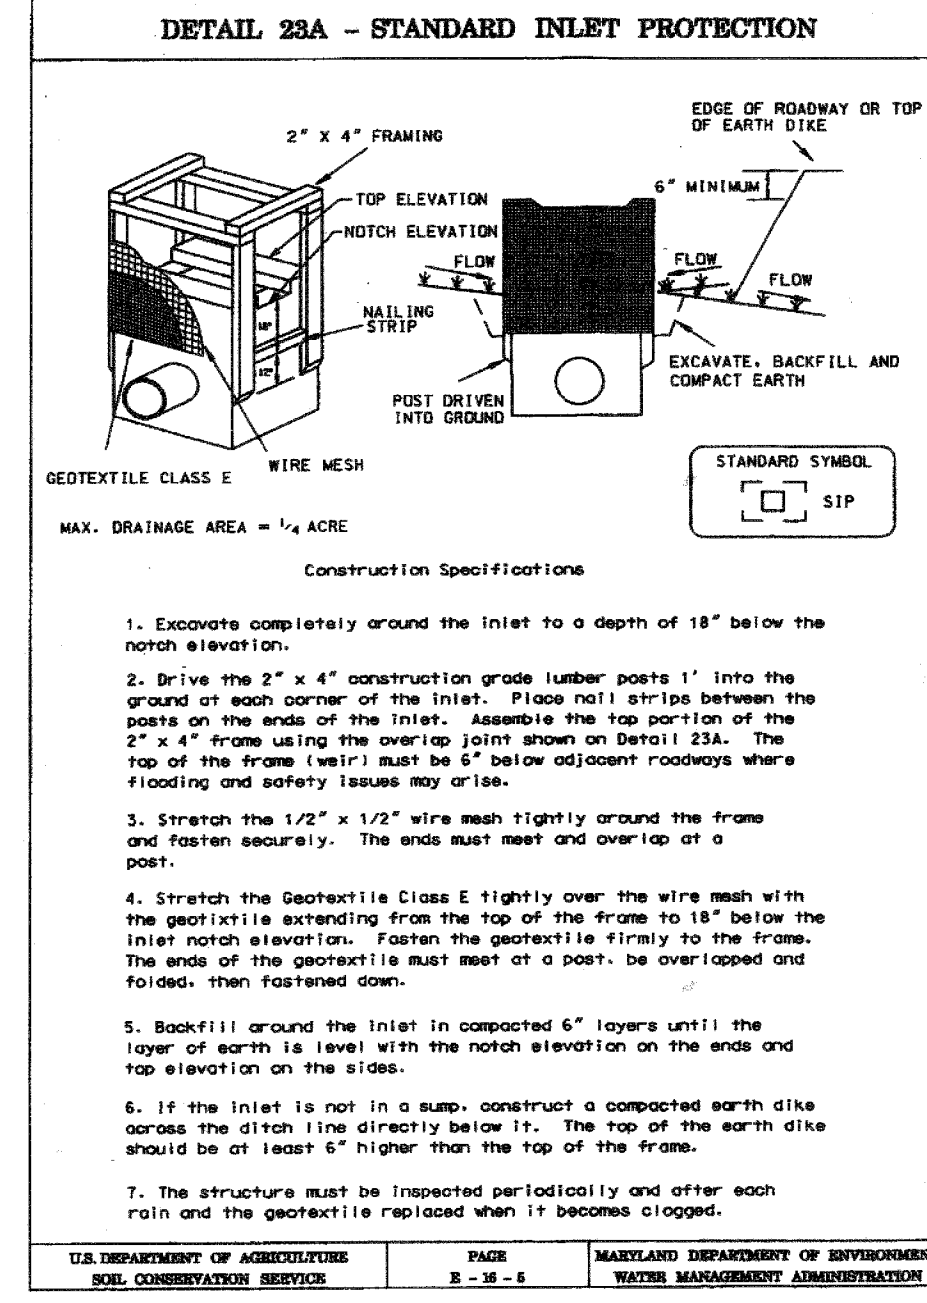 DETAIL 23A - STANDARD INLET PROTECTION
EDGE OF ROADWAY OR TOP
OF EARTH DIKE
2" X 4" FRAMING
6" MINIMUM
TOP ELEVATION
NOTCH ELEVATION
FLOW
FLOW
FLOW
NAILING
STRIP
18"
12"
EXCAVATE, BACKFILL AND
COMPACT EARTH
POST DRIVEN
INTO GROUND
WIRE MESH
GEOTEXTILE CLASS E
STANDARD SYMBOL
SIP
MAX. DRAINAGE AREA = 1/4 ACRE
Construction Specifications
1. Excavate completely around the inlet to a depth of 18" below the
notch elevation.
2. Drive the 2" x 4" construction grade lumber posts 1' into the
ground at each corner of the inlet. Place nail strips between the
posts on the ends of the inlet. Assemble the top portion of the
2" x 4" frame using the overlap joint shown on Detail 23A. The
top of the frame (weir) must be 6" below adjacent roadways where
flooding and safety issues may arise.
3. Stretch the 1/2" x 1/2" wire mesh tightly around the frame
and fasten securely. The ends must meet and overlap at a
post.
4. Stretch the Geotextile Class E tightly over the wire mesh with
the geotixtile extending from the top of the frame to 18" below the
inlet notch elevation. Fasten the geotextile firmly to the frame.
The ends of the geotextile must meet at a post, be overlapped and
folded, then fastened down.
5. Backfill around the inlet in compacted 6" layers until the
layer of earth is level with the notch elevation on the ends and
top elevation on the sides.
6. If the inlet is not in a sump, construct a compacted earth dike
across the ditch line directly below it. The top of the earth dike
should be at least 6" higher than the top of the frame.
7. The structure must be inspected periodically and after each
rain and the geotextile replaced when it becomes clogged.
U.S. DEPARTMENT OF AGRICULTURE
SOIL CONSERVATION SERVICE
PAGE
E - 16 - 5
MARYLAND DEPARTMENT OF ENVIRONMEN
WATER MANAGEMENT ADMINISTRATION